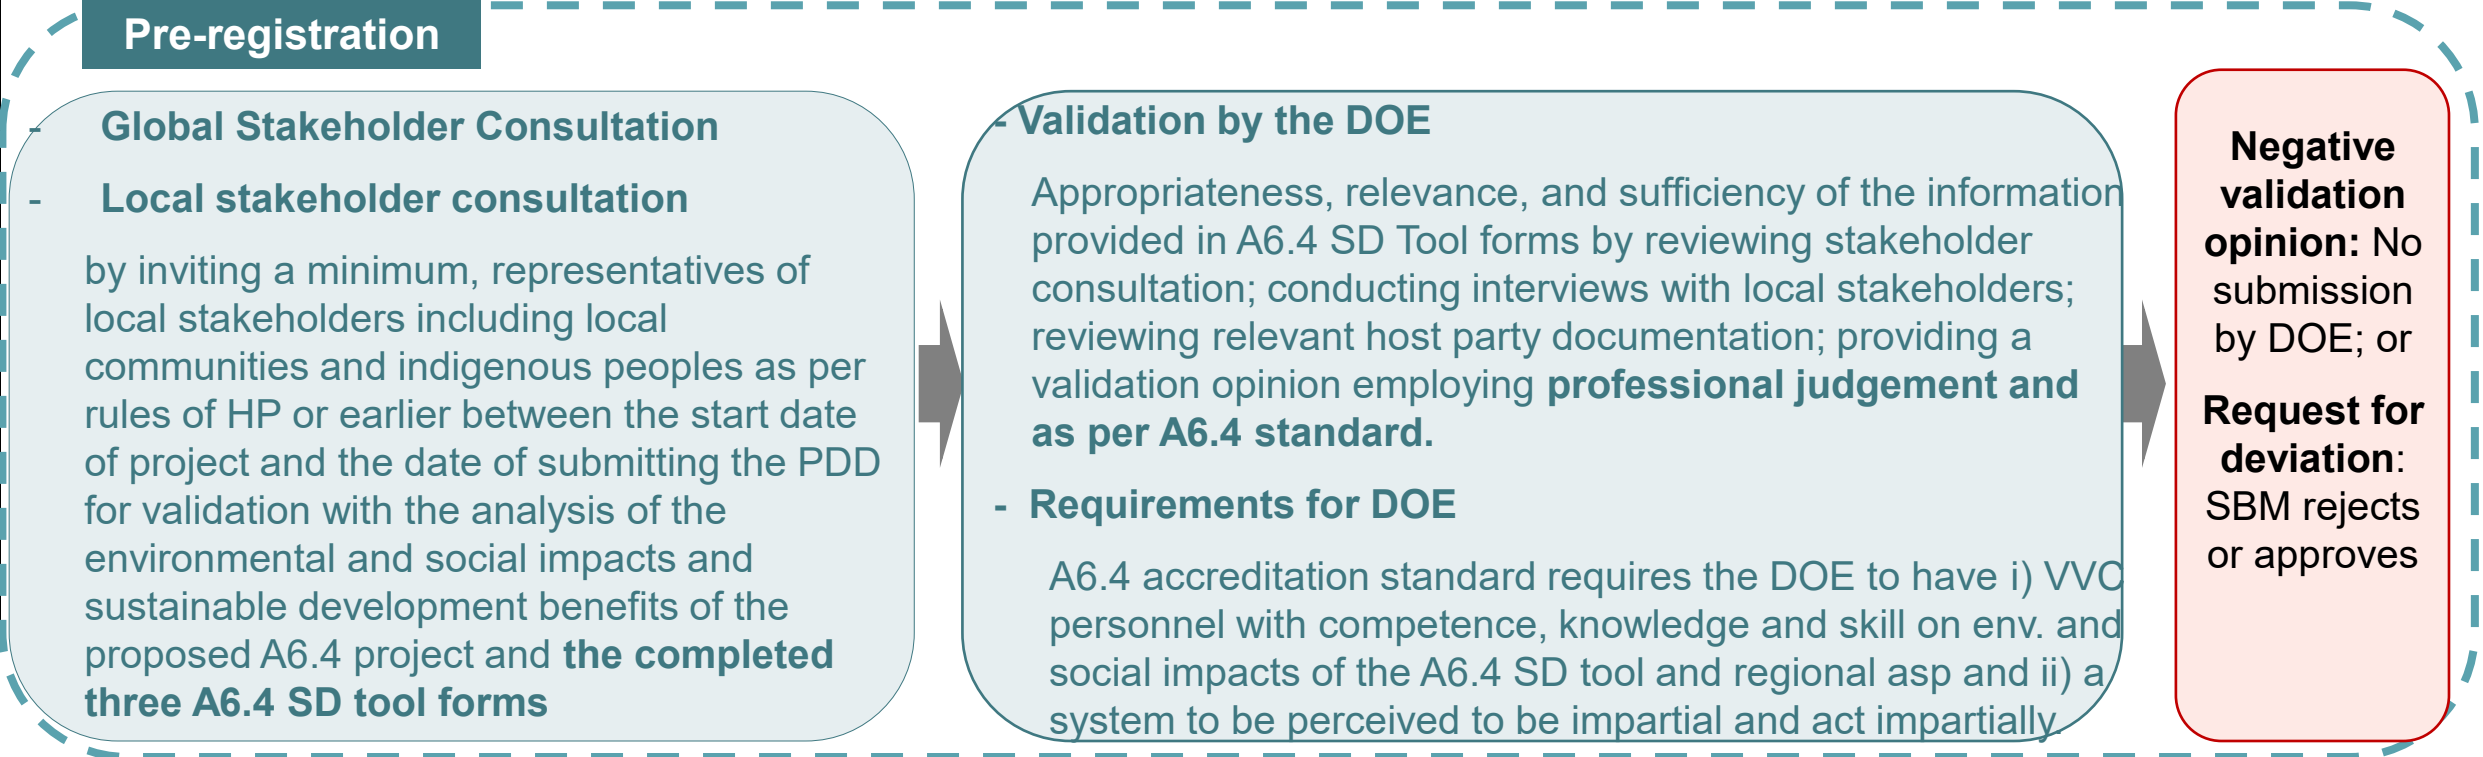 Pre-registration
- Global Stakeholder Consultation
- Local stakeholder consultation
by inviting a minimum, representatives of
local stakeholders including local
communities and indigenous peoples as per
rules of HP or earlier between the start date
of project and the date of submitting the PDD
for validation with the analysis of the
environmental and social impacts and
sustainable development benefits of the
proposed A6.4 project and the completed
three A6.4 SD tool forms
- Validation by the DOE
Appropriateness, relevance, and sufficiency of the information
provided in A6.4 SD Tool forms by reviewing stakeholder
consultation; conducting interviews with local stakeholders;
reviewing relevant host party documentation; providing a
validation opinion employing professional judgement and
as per A6.4 standard.
- Requirements for DOE
A6.4 accreditation standard requires the DOE to have i) VVC
personnel with competence, knowledge and skill on env. and
social impacts of the A6.4 SD tool and regional asp and ii) a
system to be perceived to be impartial and act impartially.
Negative
validation
opinion: No
submission
by DOE; or
Request for
deviation:
SBM rejects
or approves